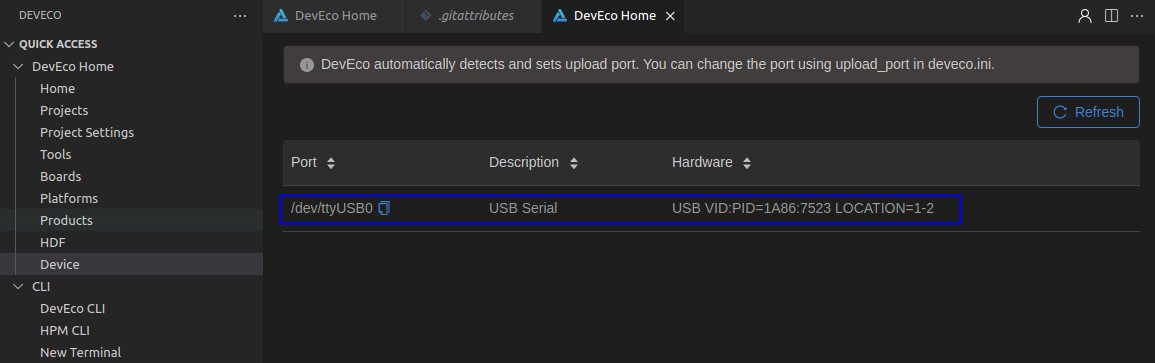 DEVECO
DevEco Home
.gitattributes
DevEco Home
QUICK ACCESS
DevEco Home
Home
Projects
Project Settings
Tools
Boards
Platforms
Products
HDF
Device
CLI
DevEco CLI
HPM CLI
New Terminal
DevEco automatically detects and sets upload port. You can change the port using upload_port in deveco.ini.
Refresh
Port Description Hardware
/dev/ttyUSB0 USB Serial USB VID:PID=1A86:7523 LOCATION=1-2